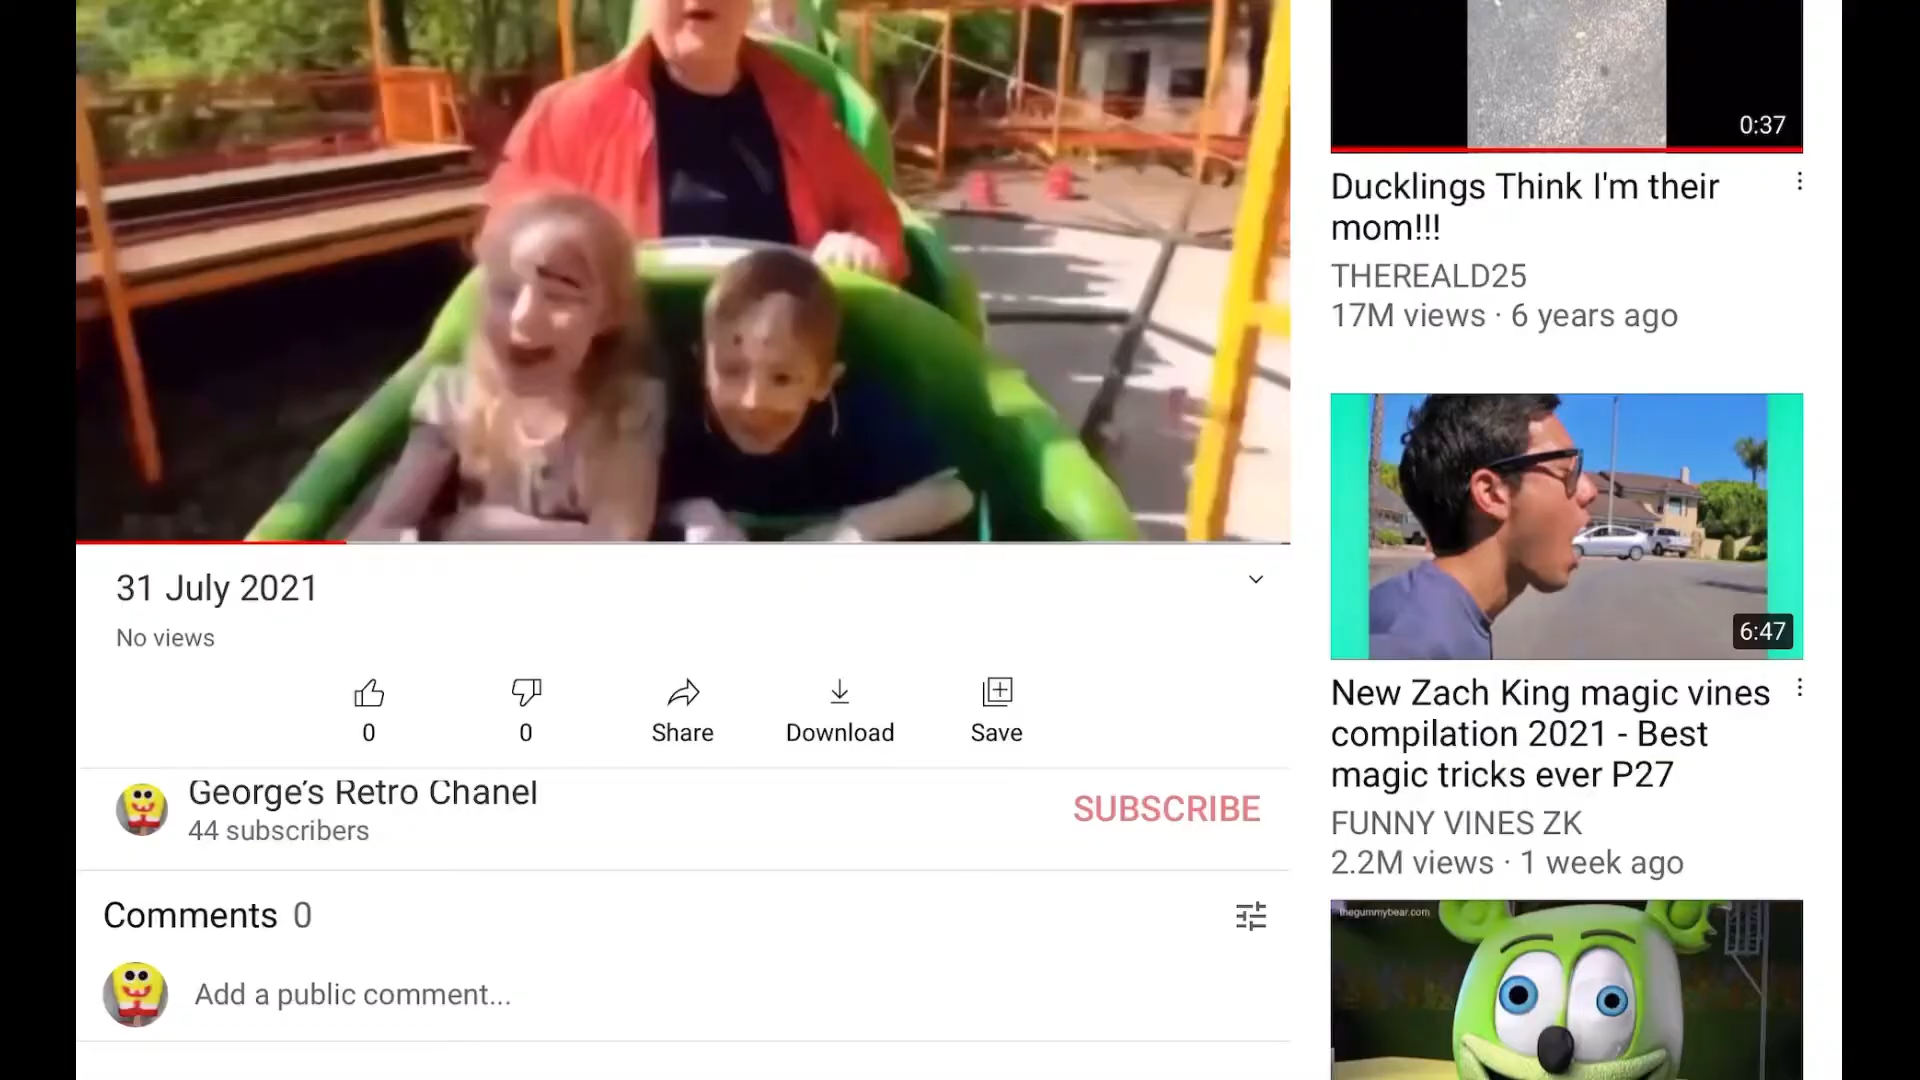 31 July 2021
No views
0
0
Share
Download
Save
George’s Retro Chanel
44 subscribers
SUBSCRIBE
Comments 0
Add a public comment...
0:37
Ducklings Think I'm their
mom!!!
THEREALD25
17M views · 6 years ago
6:47
New Zach King magic vines
compilation 2021 - Best
magic tricks ever P27
FUNNY VINES ZK
2.2M views · 1 week ago
thegummybear.com